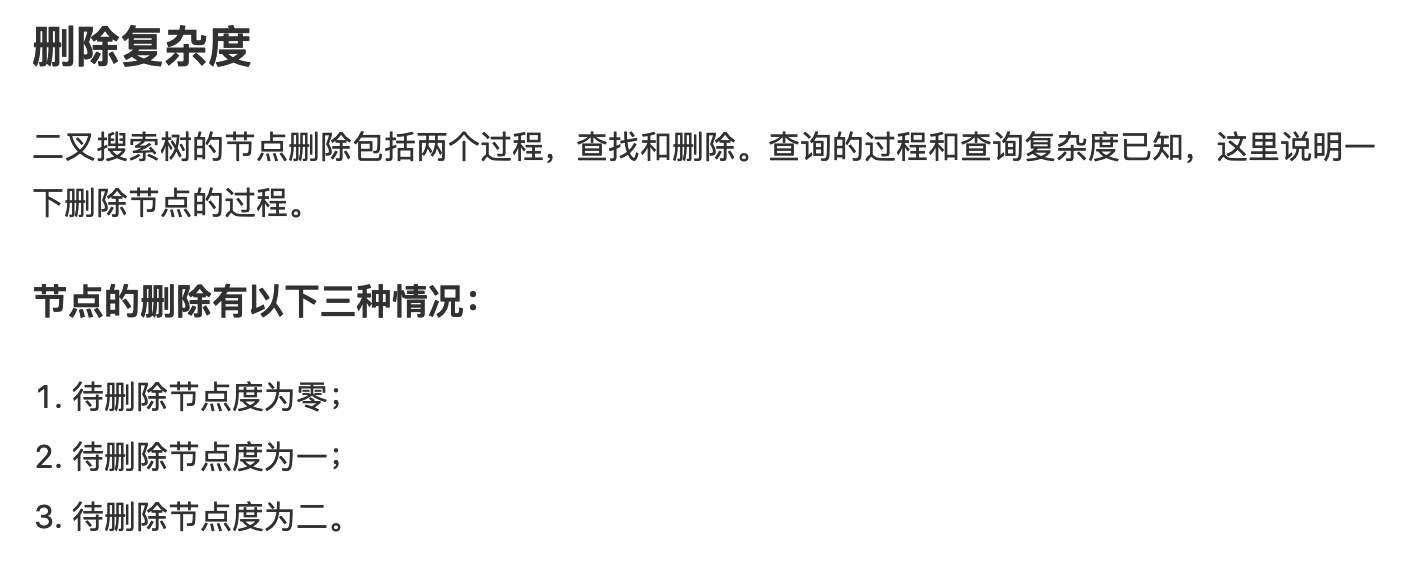 删除复杂度
二叉搜索树的节点删除包括两个过程，查找和删除。查询的过程和查询复杂度已知，这里说明一
下删除节点的过程。
节点的删除有以下三种情况：
1. 待删除节点度为零；
2. 待删除节点度为一；
3. 待删除节点度为二。